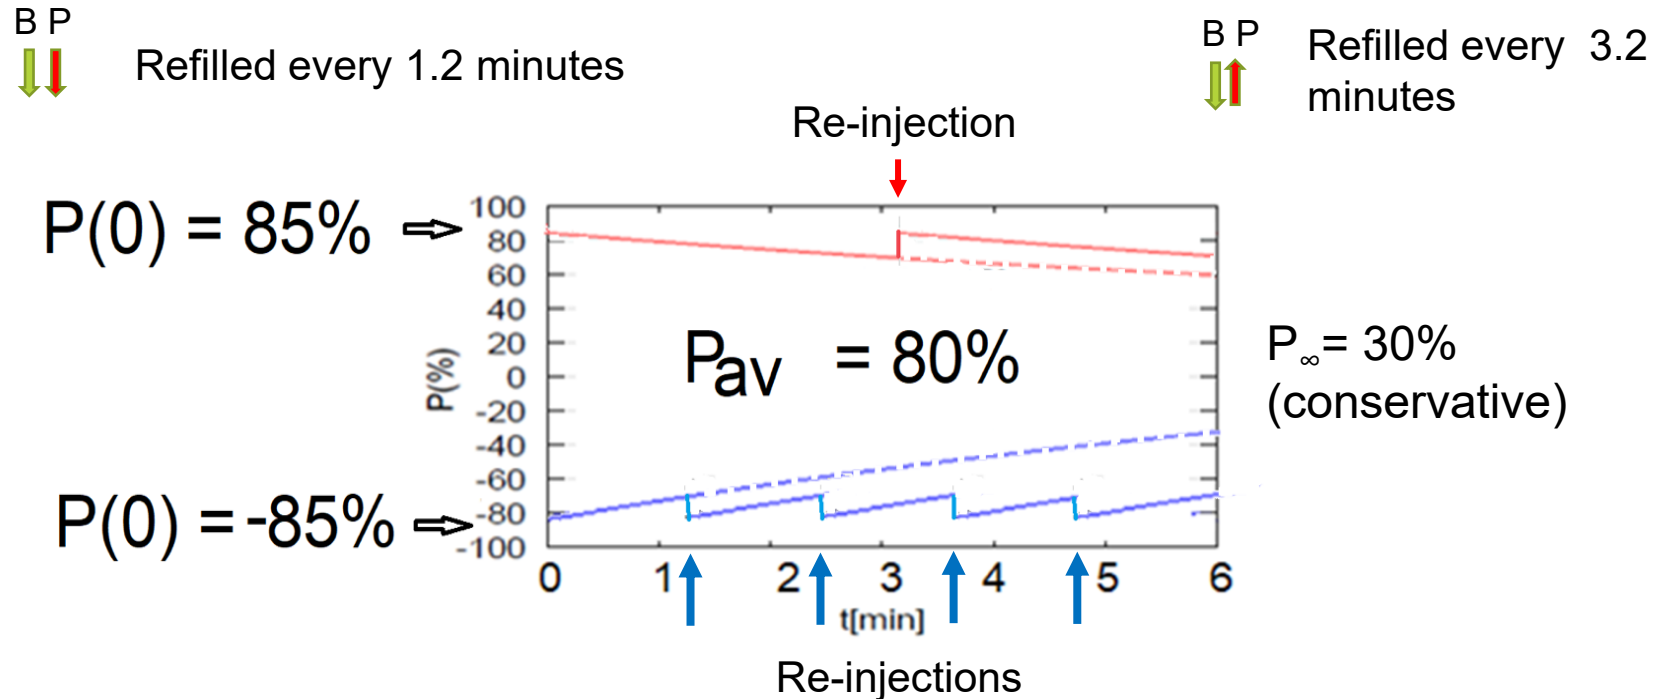 B P
Refilled every 1.2 minutes
B P
Refilled every 3.2
minutes
Re-injection
P(0) = 85%
100
80
60
40
20
0
-20
-40
-60
-80
-100
P(%)
Pav = 80%
P∞= 30%
(conservative)
P(0) = -85%
0 1 2 3 4 5 6
t[min]
Re-injections